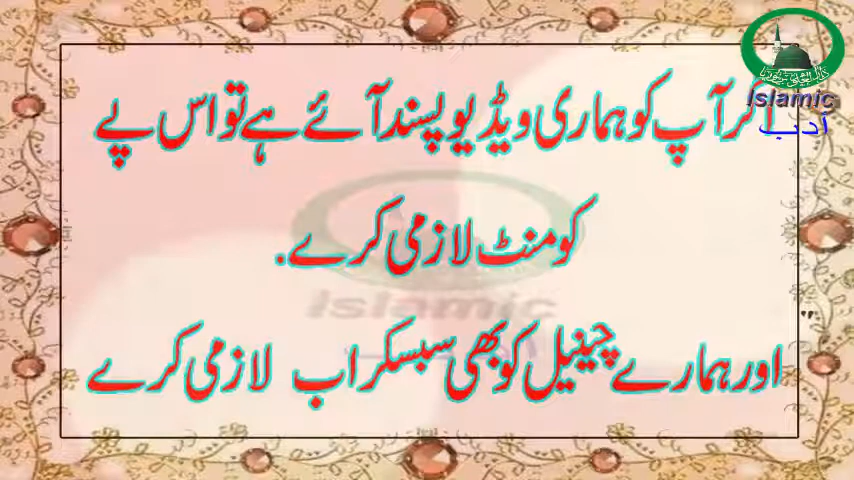 اگر آپ کو ہماری ویڈیو پسند آئے ہے تو اس پے
کومنٹ لازمی کرے.
اور ہمارے چینیل کو بھی سبسکراب لازمی کرے
Islamic
ادب
Islamic